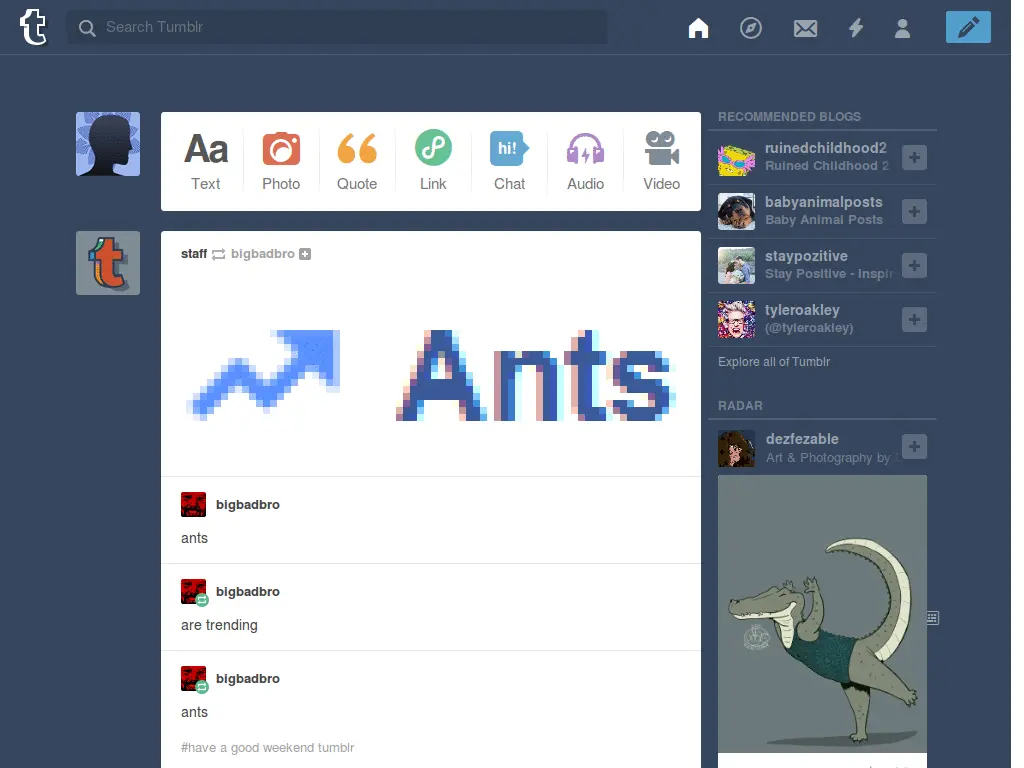 Search Tumblr
Aa
hi!
Text
Photo
Quote
Link
Chat
Audio
Video
staff bigbadbro
Ants
bigbadbro
ants
bigbadbro
are trending
bigbadbro
ants
#have a good weekend tumblr
RECOMMENDED BLOGS
ruinedchildhood2
Ruined Childhood 2
babyanimalposts
Baby Animal Posts
staypozitive
Stay Positive - Inspir
tyleroakley
(@tyleroakley)
Explore all of Tumblr
RADAR
dezfezable
Art & Photography by